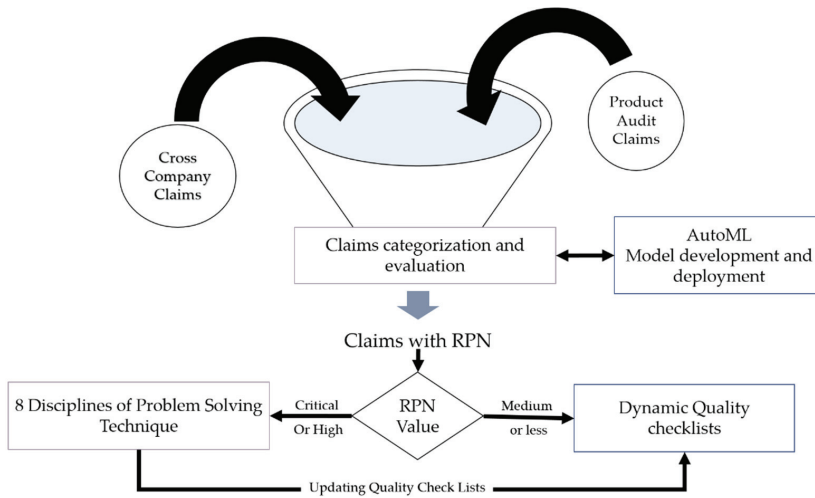 Cross
Company
Claims
Product
Audit
Claims
Claims categorization and
evaluation
AutoML
Model development and
deployment
Claims with RPN
8 Disciplines of Problem Solving
Technique
Critical
Or High
RPN
Value
Medium
or less
Dynamic Quality
checklists
Updating Quality Check Lists